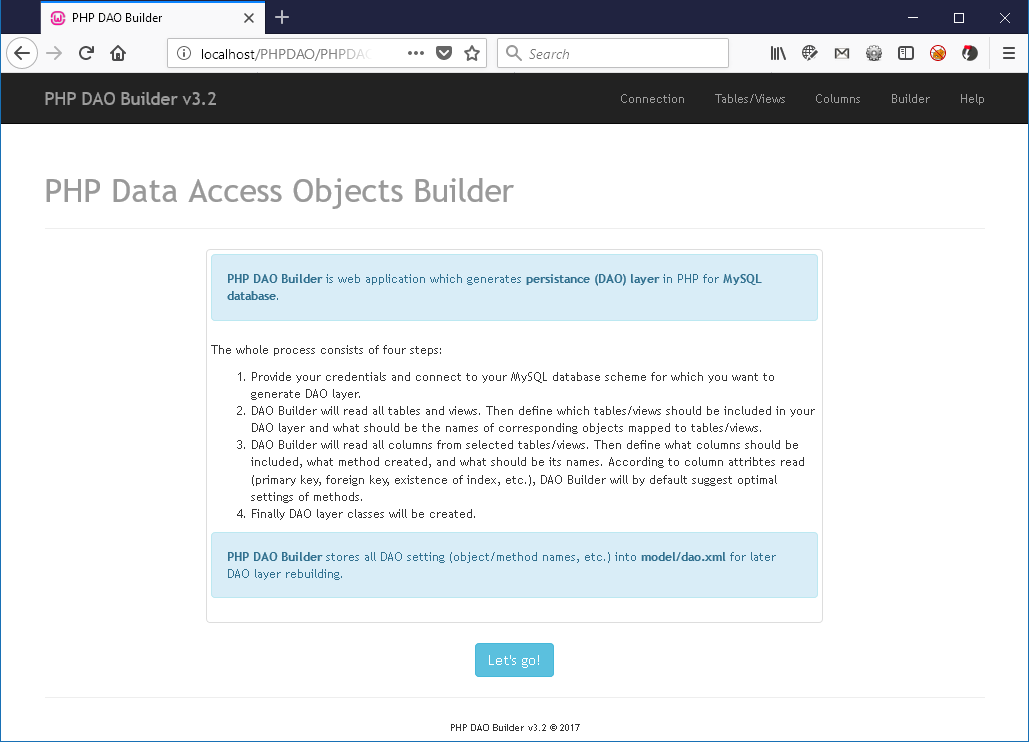 PHP DAO Builder
localhost/PHPDAO/PHPDAO
Search
PHP DAO Builder v3.2
Connection
Tables/Views
Columns
Builder
Help
PHP Data Access Objects Builder
PHP DAO Builder is web application which generates persistance (DAO) layer in PHP for MySQL
database.
The whole process consists of four steps:
1. Provide your credentials and connect to your MySQL database scheme for which you want to
generate DAO layer.
2. DAO Builder will read all tables and views. Then define which tables/views should be included in your
DAO layer and what should be the names of corresponding objects mapped to tables/views.
3. DAO Builder will read all columns from selected tables/views. Then define what columns should be
included, what method created, and what should be its names. According to column attribtes read
(primary key, foreign key, existence of index, etc.), DAO Builder will by default suggest optimal
settings of methods.
4. Finally DAO layer classes will be created.
PHP DAO Builder stores all DAO setting (object/method names, etc.) into model/dao.xml for later
DAO layer rebuilding.
Let's go!
PHP DAO Builder v3.2 © 2017